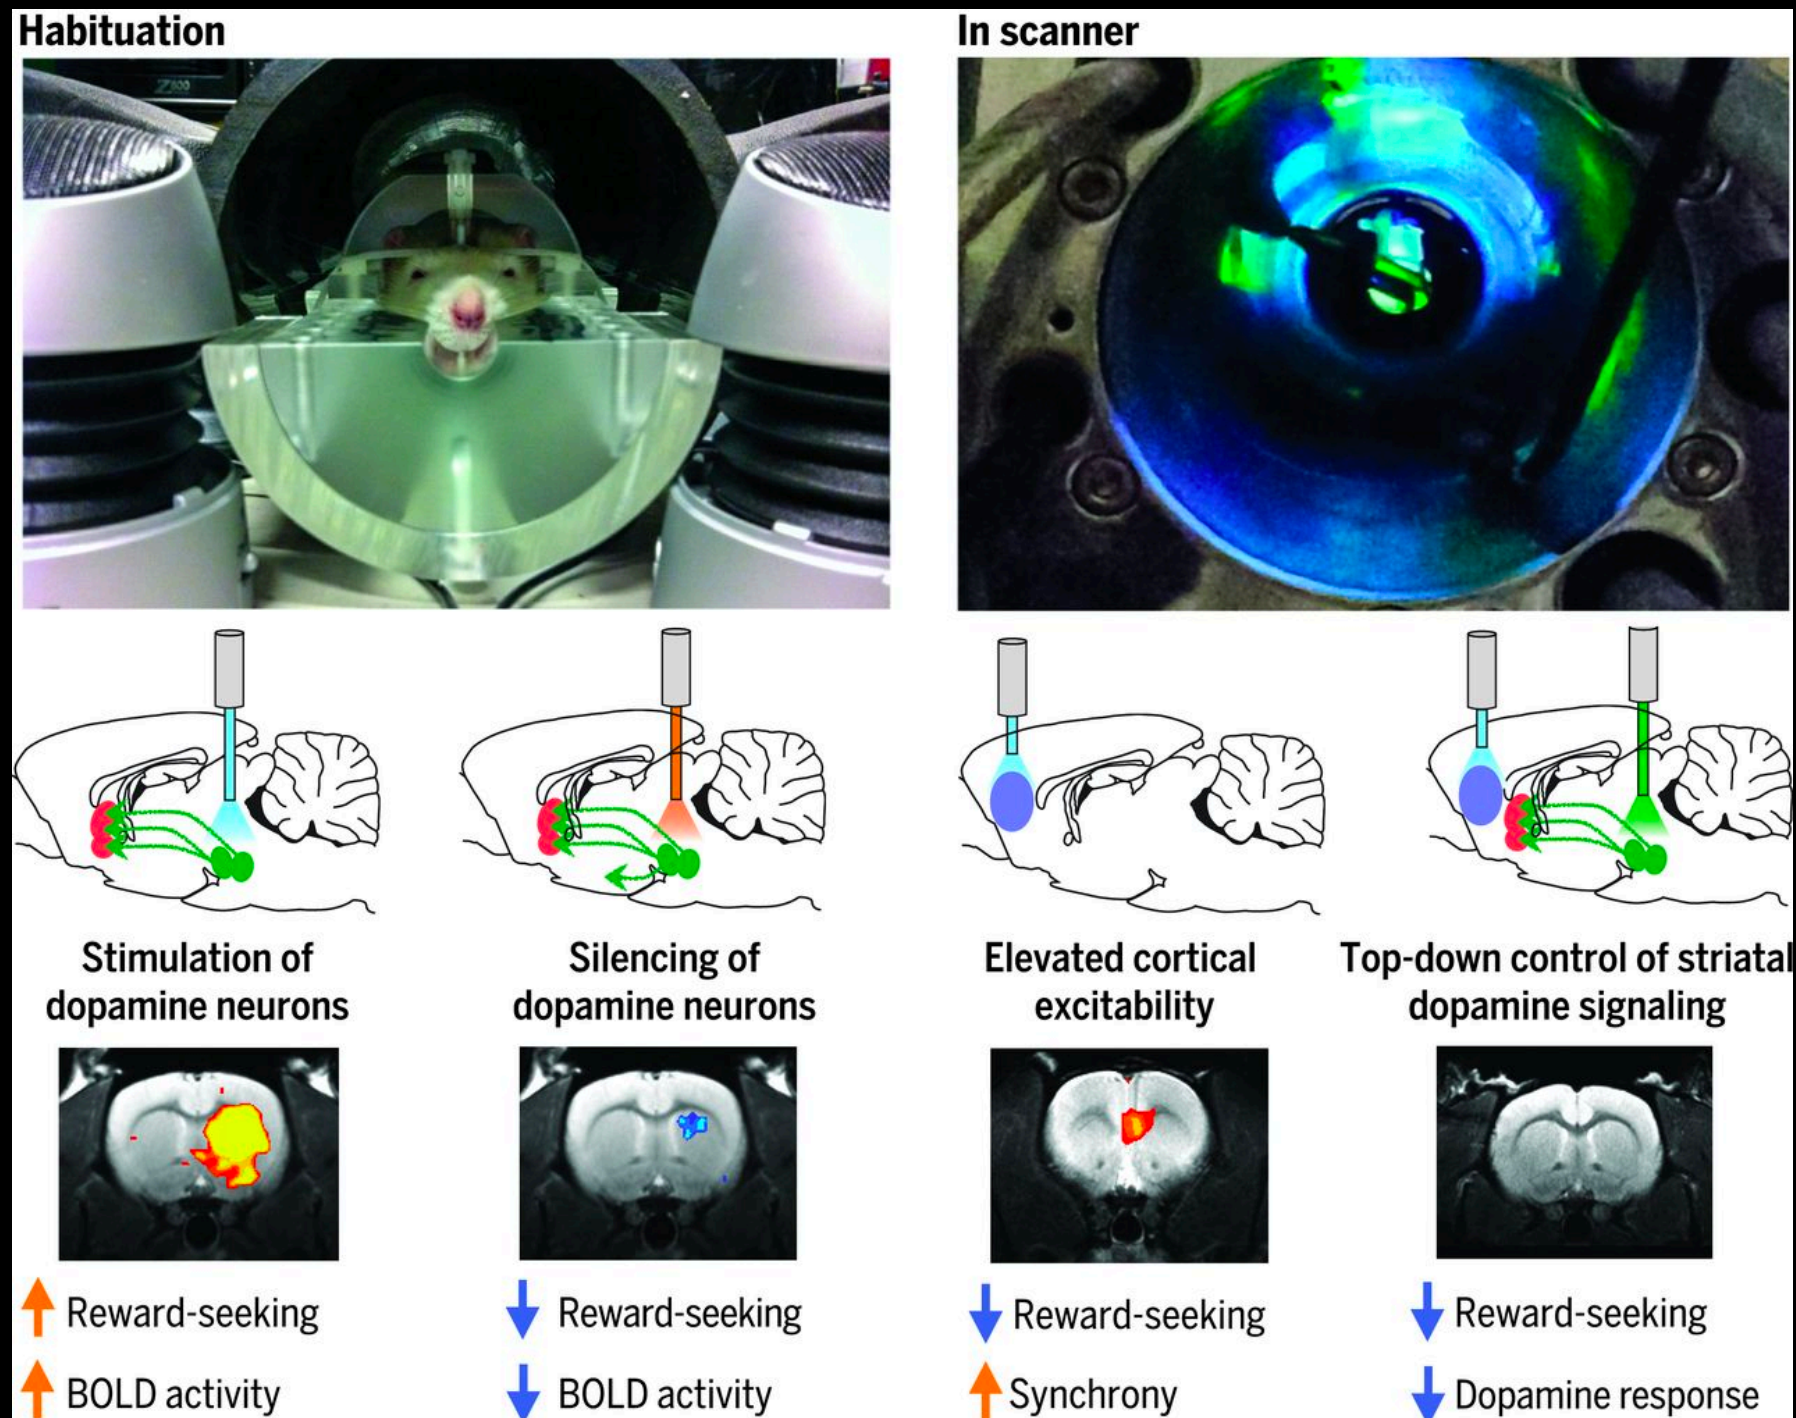 Habituation
In scanner
Z800
Stimulation of
dopamine neurons
Silencing of
dopamine neurons
Elevated cortical
excitability
Top-down control of striatal
dopamine signaling
Reward-seeking
Reward-seeking
Reward-seeking
Reward-seeking
BOLD activity
BOLD activity
Synchrony
Dopamine response